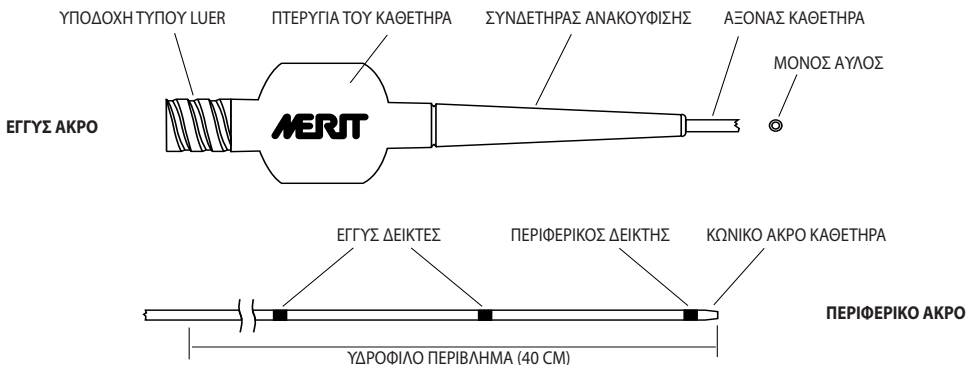 ΥΠΟΔΟΧΗ ΤΥΠΟΥ LUER
ΠΤΕΡΥΓΙΑ ΤΟΥ ΚΑΘΕΤΗΡΑ
ΣΥΝΔΕΤΗΡΑΣ ΑΝΑΚΟΥΦΙΣΗΣ
ΑΞΟΝΑΣ ΚΑΘΕΤΗΡΑ
ΜΟΝΟΣ ΑΥΛΟΣ
ΕΓΓΥΣ ΑΚΡΟ
MERIT
ΕΓΓΥΣ ΔΕΙΚΤΕΣ
ΠΕΡΙΦΕΡΙΚΟΣ ΔΕΙΚΤΗΣ
ΚΩΝΙΚΟ ΑΚΡΟ ΚΑΘΕΤΗΡΑ
ΠΕΡΙΦΕΡΙΚΟ ΑΚΡΟ
ΥΔΡΟΦΙΛΟ ΠΕΡΙΒΛΗΜΑ (40 CM)